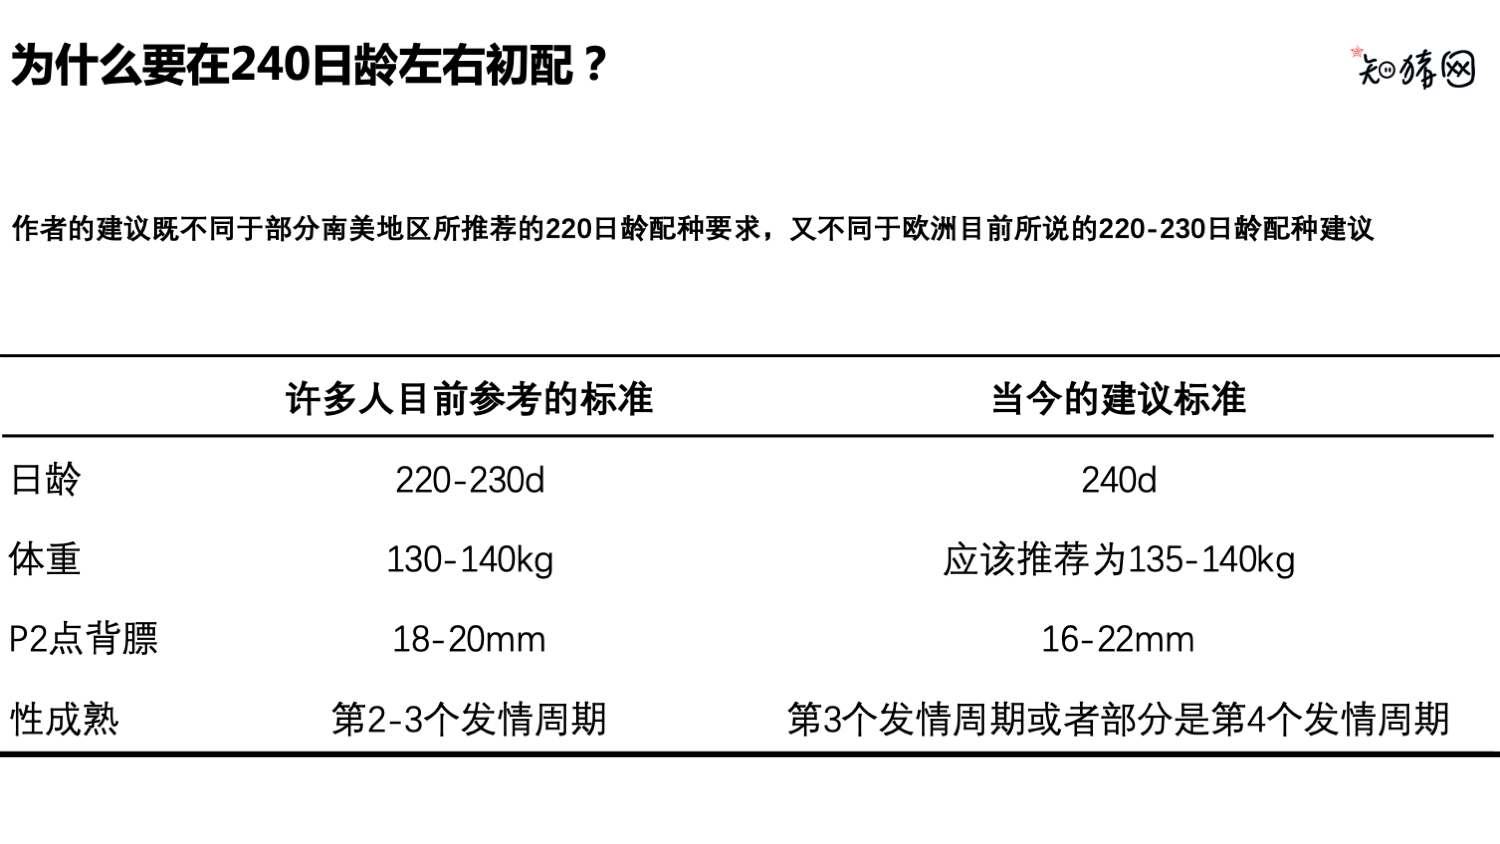 为什么要在240日龄左右初配？
知猪网
作者的建议既不同于部分南美地区所推荐的220日龄配种要求，又不同于欧洲目前所说的220-230日龄配种建议
许多人目前参考的标准 当今的建议标准
日龄 220-230d 240d
体重 130-140kg 应该推荐为135-140kg
P2点背膘 18-20mm 16-22mm
性成熟 第2-3个发情周期 第3个发情周期或者部分是第4个发情周期